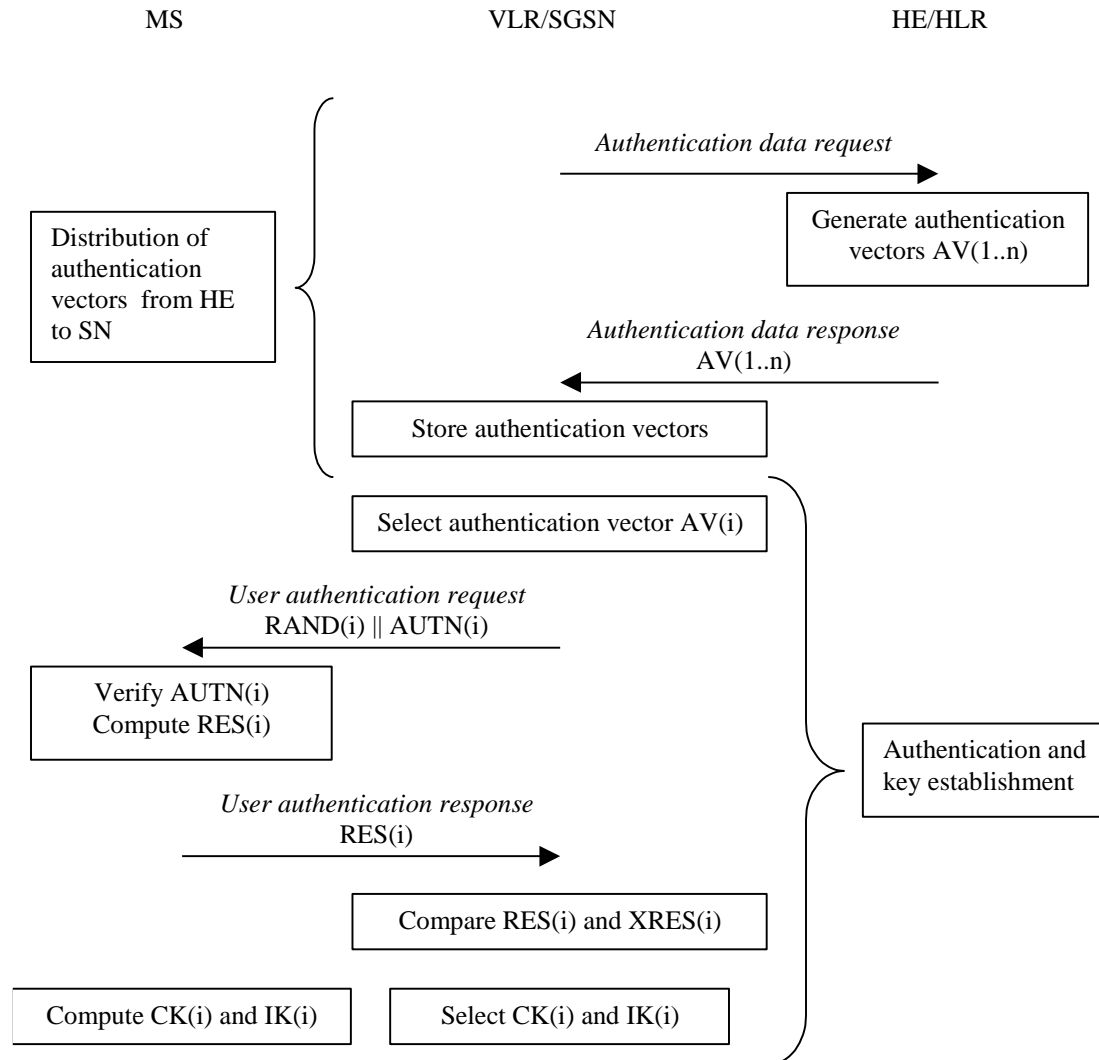 MS
VLR/SGSN
HE/HLR
Authentication data request
Generate authentication
vectors AV(1..n)
Distribution of
authentication
vectors from HE
to SN
Authentication data response
AV(1..n)
Store authentication vectors
Select authentication vector AV(i)
User authentication request
RAND(i) || AUTN(i)
Verify AUTN(i)
Compute RES(i)
Authentication and
key establishment
User authentication response
RES(i)
Compare RES(i) and XRES(i)
Compute CK(i) and IK(i)
Select CK(i) and IK(i)